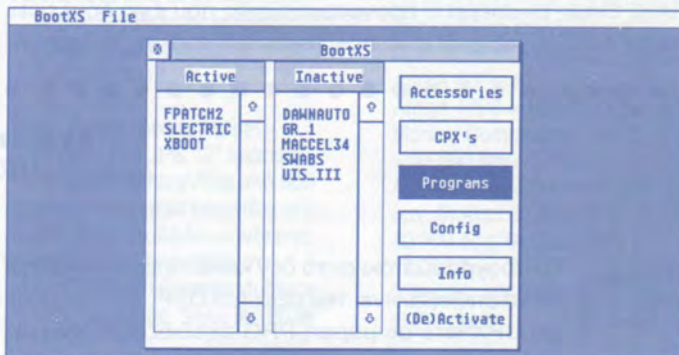 BootXS File
BootXS
Active
FPATCH2
SLECTRIC
XBOOT
Inactive
DAWNAUTO
GR_1
MACCEL34
SWABS
UIS_III
Accessories
CPX's
Programs
Config
Info
(De)Activate